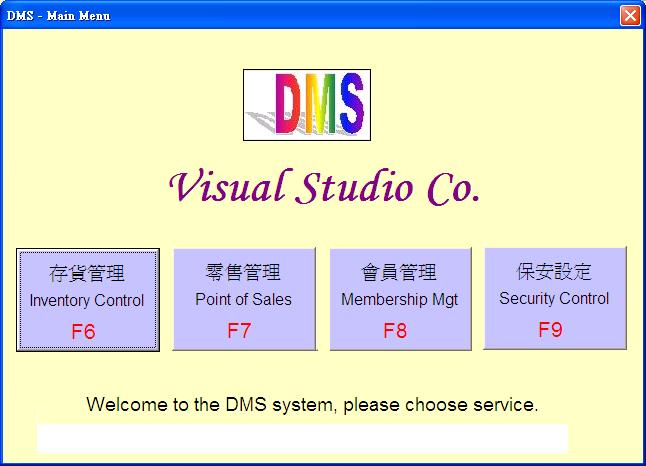 DMS - Main Menu
DMS
Visual Studio Co.
存貨管理
Inventory Control
F6
零售管理
Point of Sales
F7
會員管理
Membership Mgt
F8
保安設定
Security Control
F9
Welcome to the DMS system, please choose service.